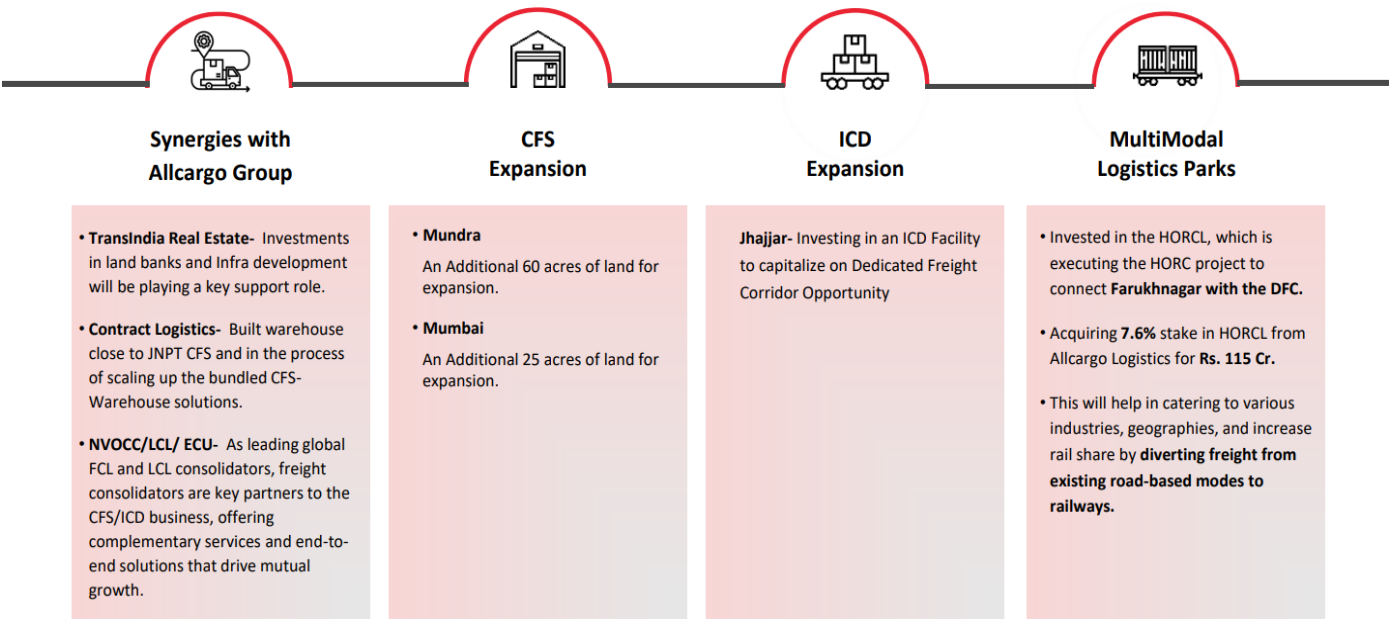 Synergies with
Allcargo Group
• TransIndia Real Estate- Investments
in land banks and Infra development
will be playing a key support role.
• Contract Logistics- Built warehouse
close to JNPT CFS and in the process
of scaling up the bundled CFS-
Warehouse solutions.
• NVOCC/LCL/ ECU- As leading global
FCL and LCL consolidators, freight
consolidators are key partners to the
CFS/ICD business, offering
complementary services and end-to-
end solutions that drive mutual
growth.
CFS
Expansion
• Mundra
An Additional 60 acres of land for
expansion.
• Mumbai
An Additional 25 acres of land for
expansion.
ICD
Expansion
Jhajjar- Investing in an ICD Facility
to capitalize on Dedicated Freight
Corridor Opportunity
MultiModal
Logistics Parks
• Invested in the HORCL, which is
executing the HORC project to
connect Farukhnagar with the DFC.
• Acquiring 7.6% stake in HORCL from
Allcargo Logistics for Rs. 115 Cr.
• This will help in catering to various
industries, geographies, and increase
rail share by diverting freight from
existing road-based modes to
railways.